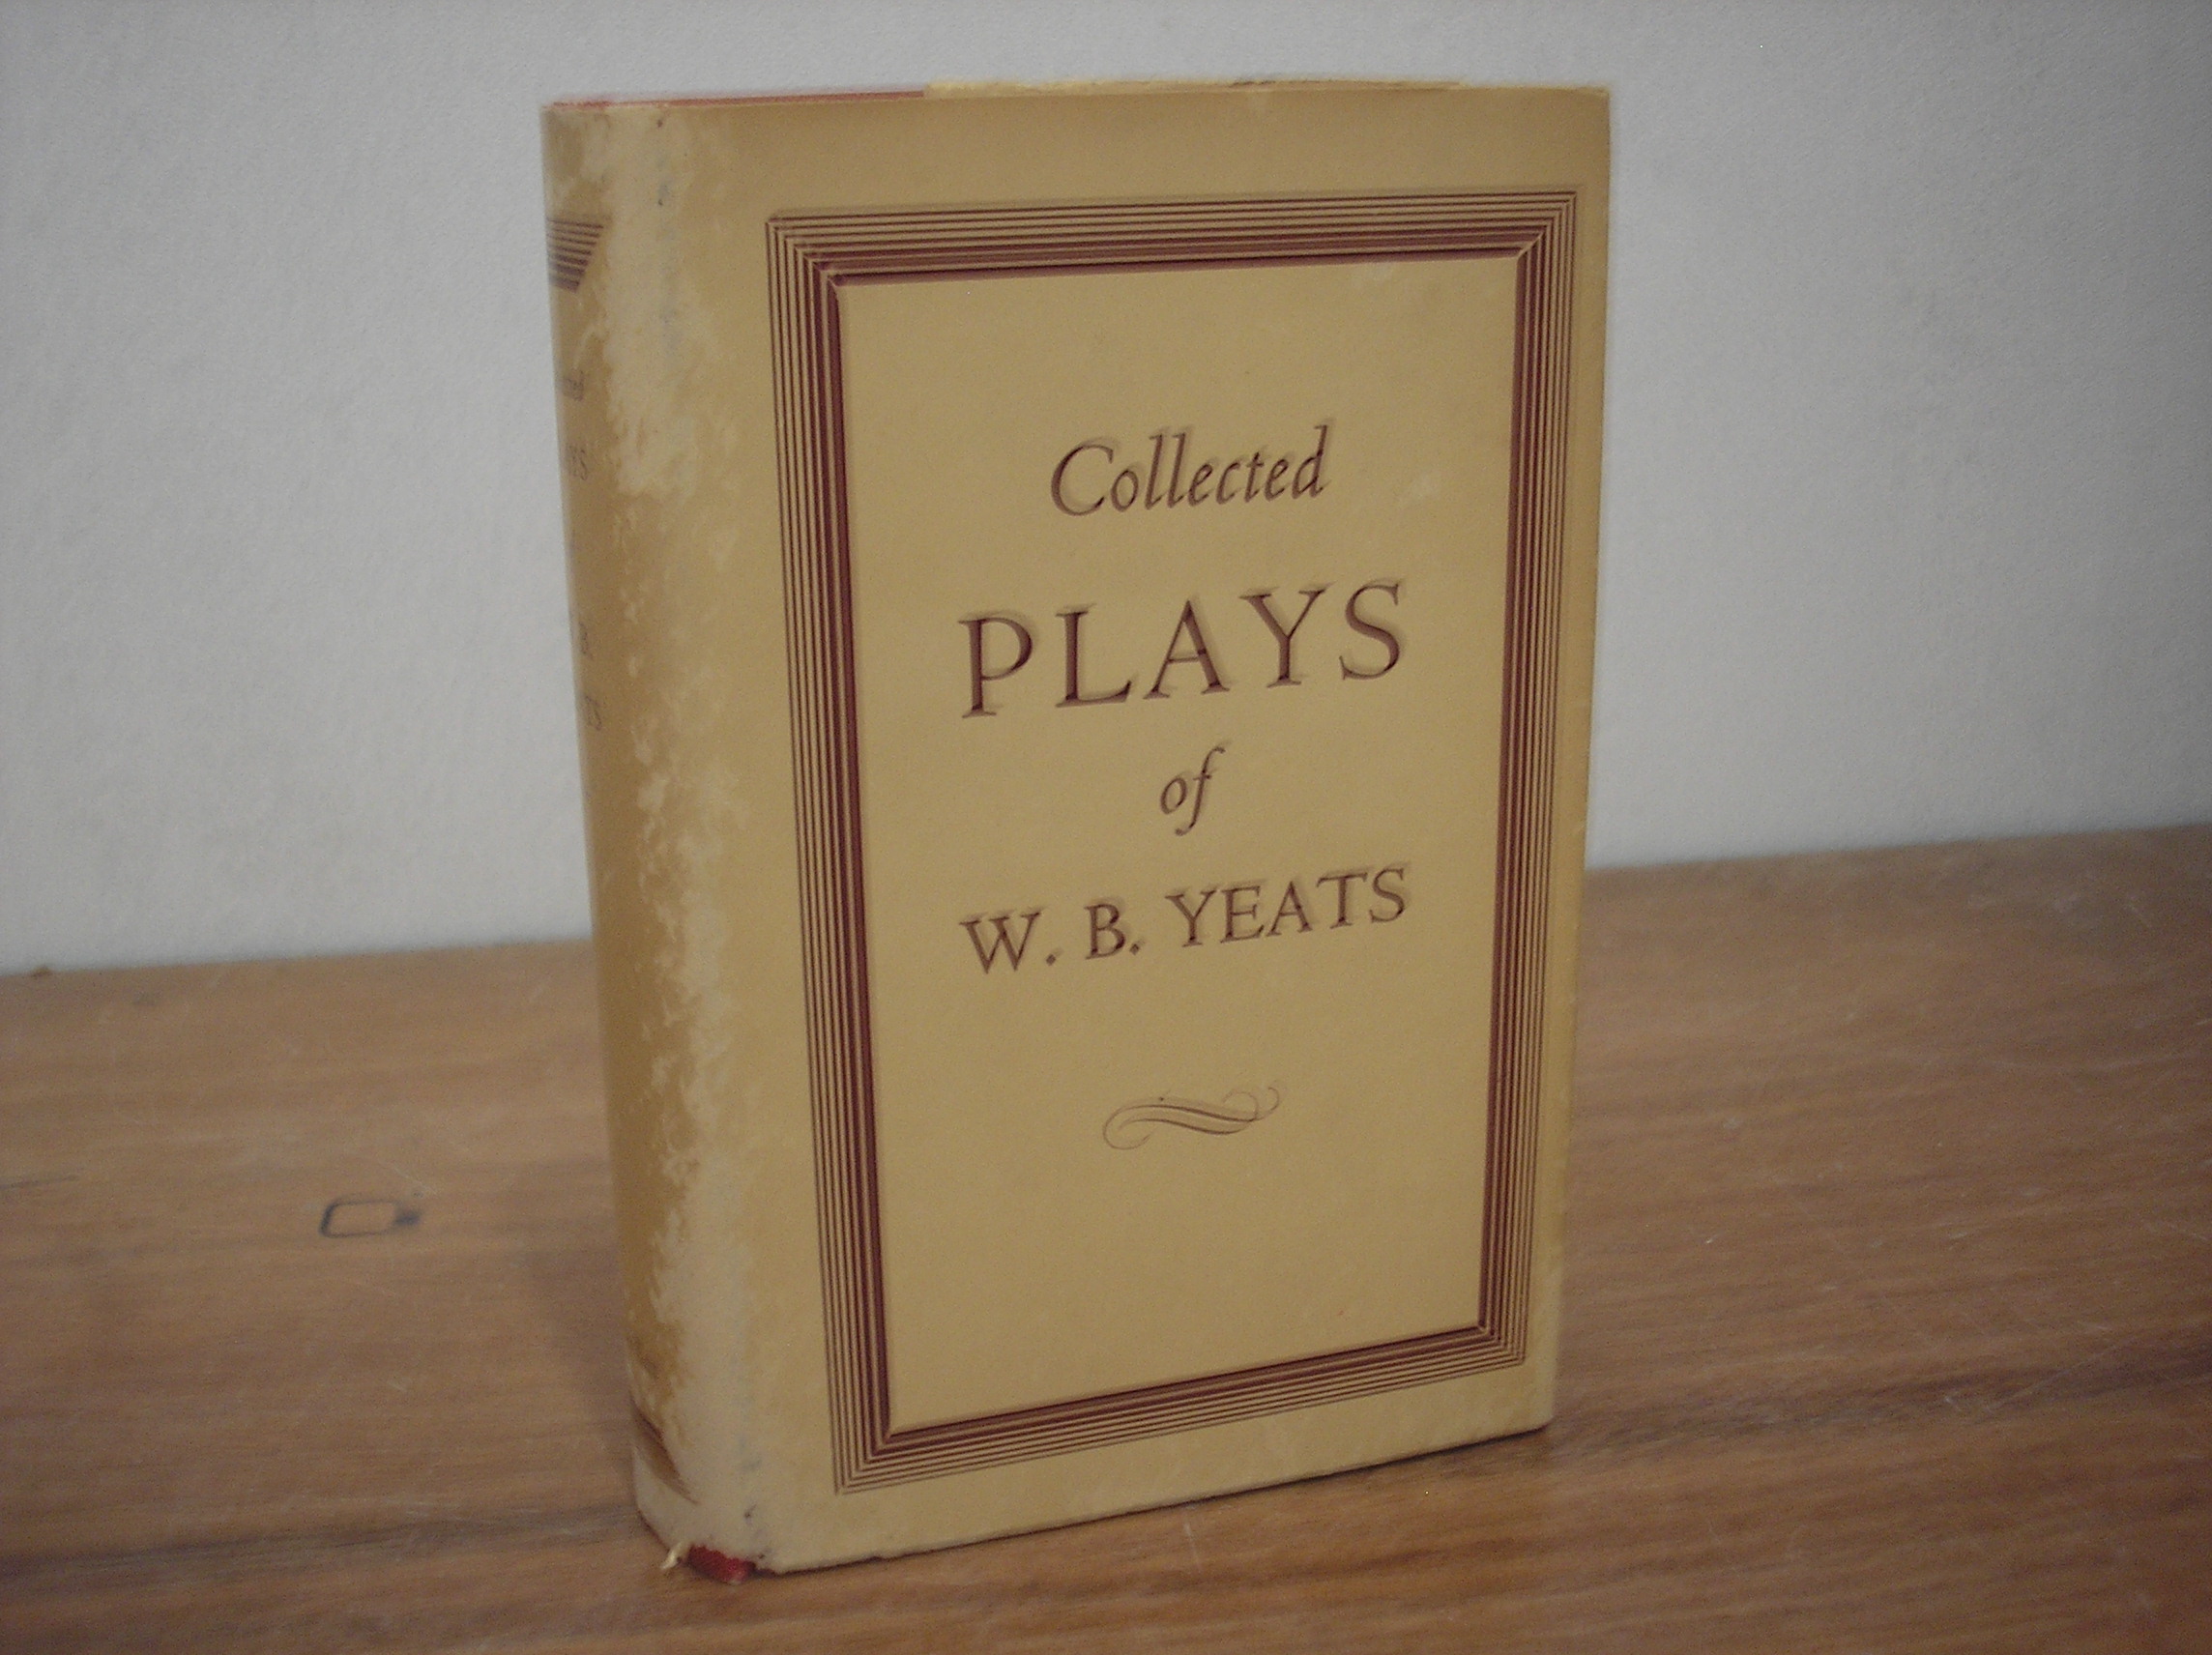 Collected
PLAYS
of
W. B. YEATS